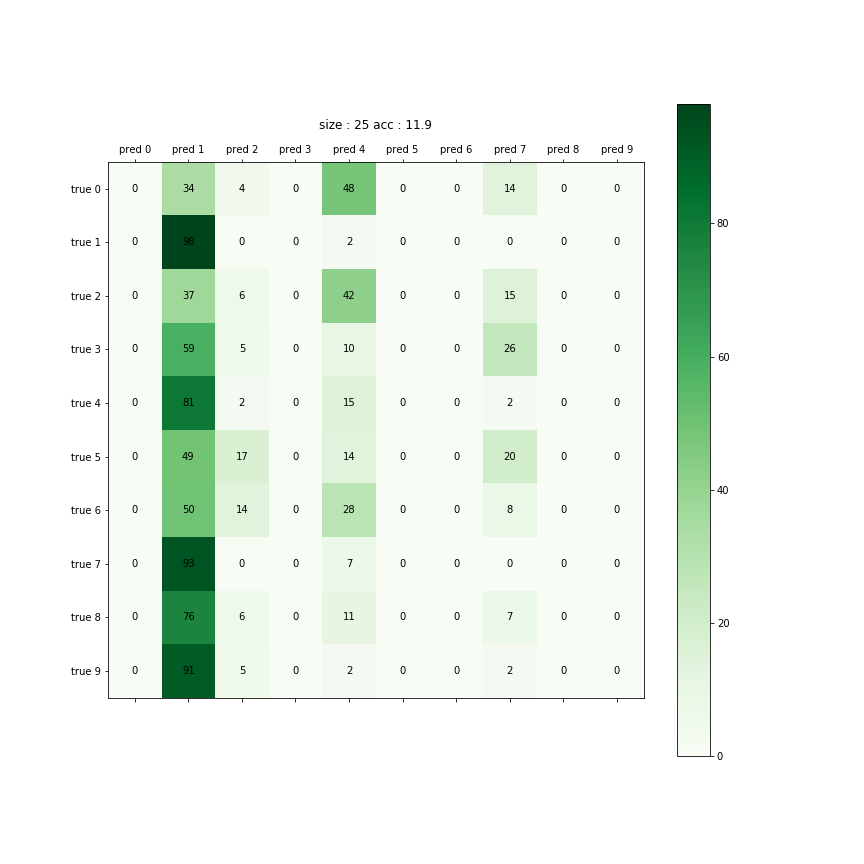 size : 25 acc : 11.9
pred 0 pred 1 pred 2 pred 3 pred 4 pred 5 pred 6 pred 7 pred 8 pred 9
true 0 0 34 4 0 48 0 0 14 0 0
true 1 0 98 0 0 2 0 0 0 0 0
true 2 0 37 6 0 42 0 0 15 0 0
true 3 0 59 5 0 10 0 0 26 0 0
true 4 0 81 2 0 15 0 0 2 0 0
true 5 0 49 17 0 14 0 0 20 0 0
true 6 0 50 14 0 28 0 0 8 0 0
true 7 0 93 0 0 7 0 0 0 0 0
true 8 0 76 6 0 11 0 0 7 0 0
true 9 0 91 5 0 2 0 0 2 0 0
80
60
40
20
0